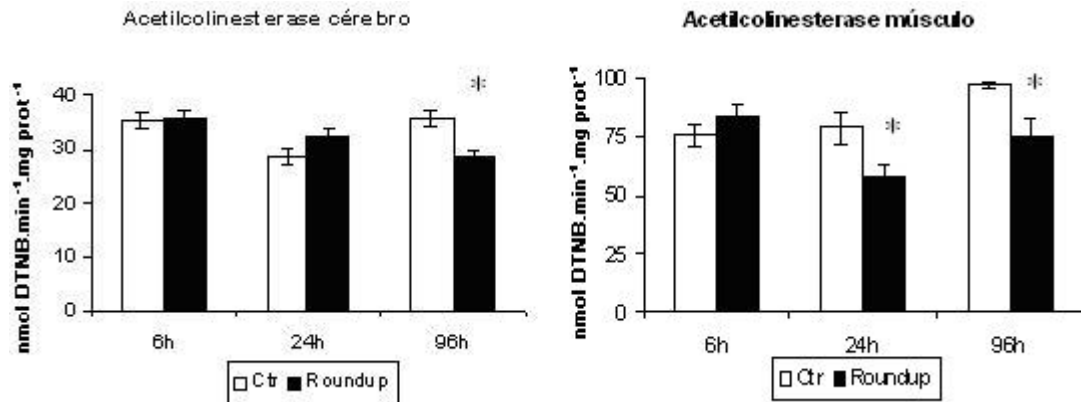 Acetilcolinesterase cérebro
nmol DTNB.min⁻¹.mg prot⁻¹
40
30
20
10
0
*
6h
24h
96h
Ctr Roundup
Acetilcolinesterase músculo
nmol DTNB.min⁻¹.mg prot⁻¹
100
75
50
25
0
*
*
6h
24h
96h
Ctr Roundup